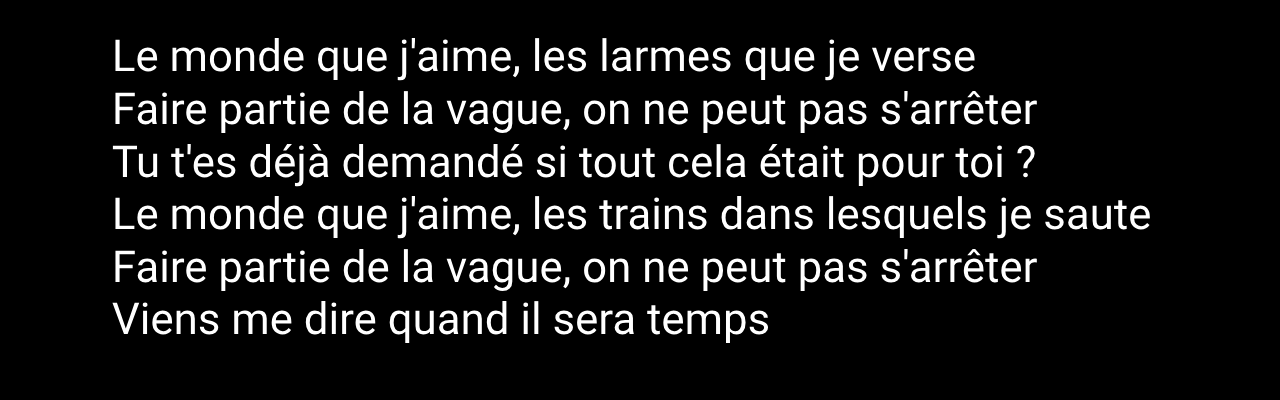 Le monde que j'aime, les larmes que je verse
Faire partie de la vague, on ne peut pas s'arrêter
Tu t'es déjà demandé si tout cela était pour toi ?
Le monde que j'aime, les trains dans lesquels je saute
Faire partie de la vague, on ne peut pas s'arrêter
Viens me dire quand il sera temps